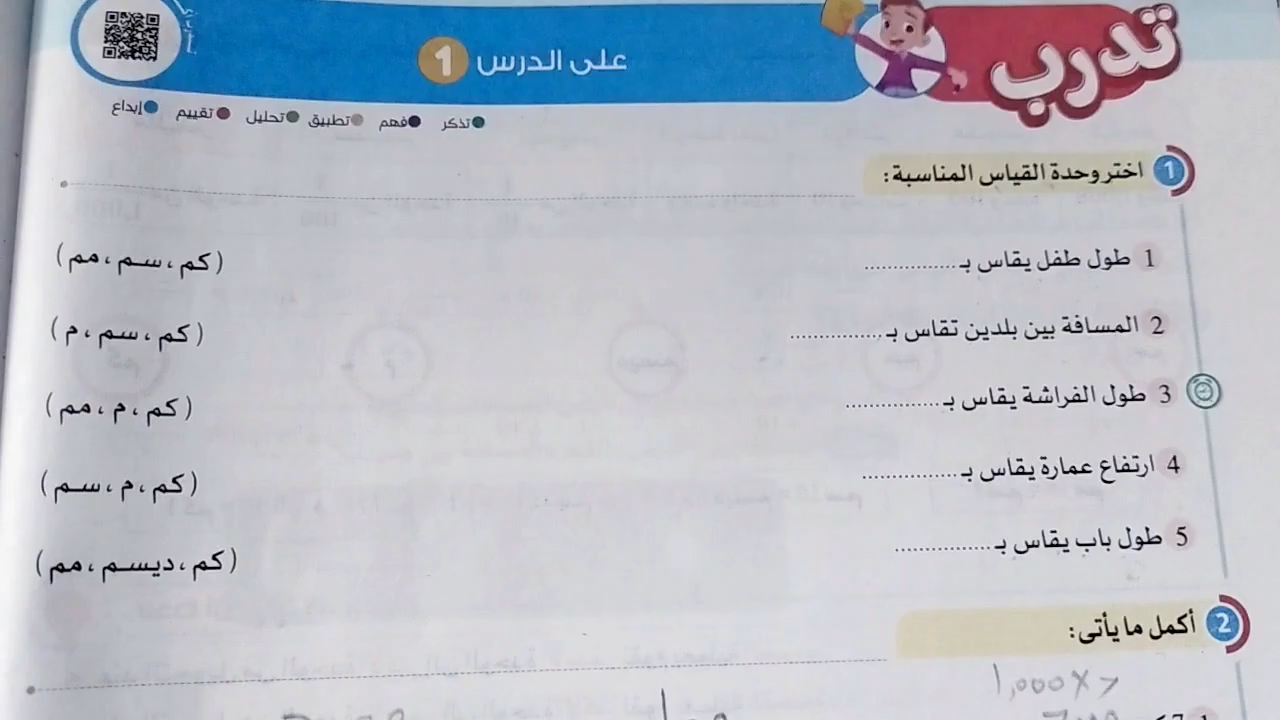 تدرب
على الدرس 1
تذكر فهم تطبيق تحليل تقييم إبداع
1 اختر وحدة القياس المناسبة:
1 طول طفل يقاس بـ ............... (كم ، سم ، مم)
2 المسافة بين بلدين تقاس بـ ............... (كم ، سم ، م)
3 طول الفراشة يقاس بـ ............... (كم ، م ، مم)
4 ارتفاع عمارة يقاس بـ ............... (كم ، م ، سم)
5 طول باب يقاس بـ ............... (كم ، ديسم ، مم)
2 أكمل ما يأتى:
1,000 x 7